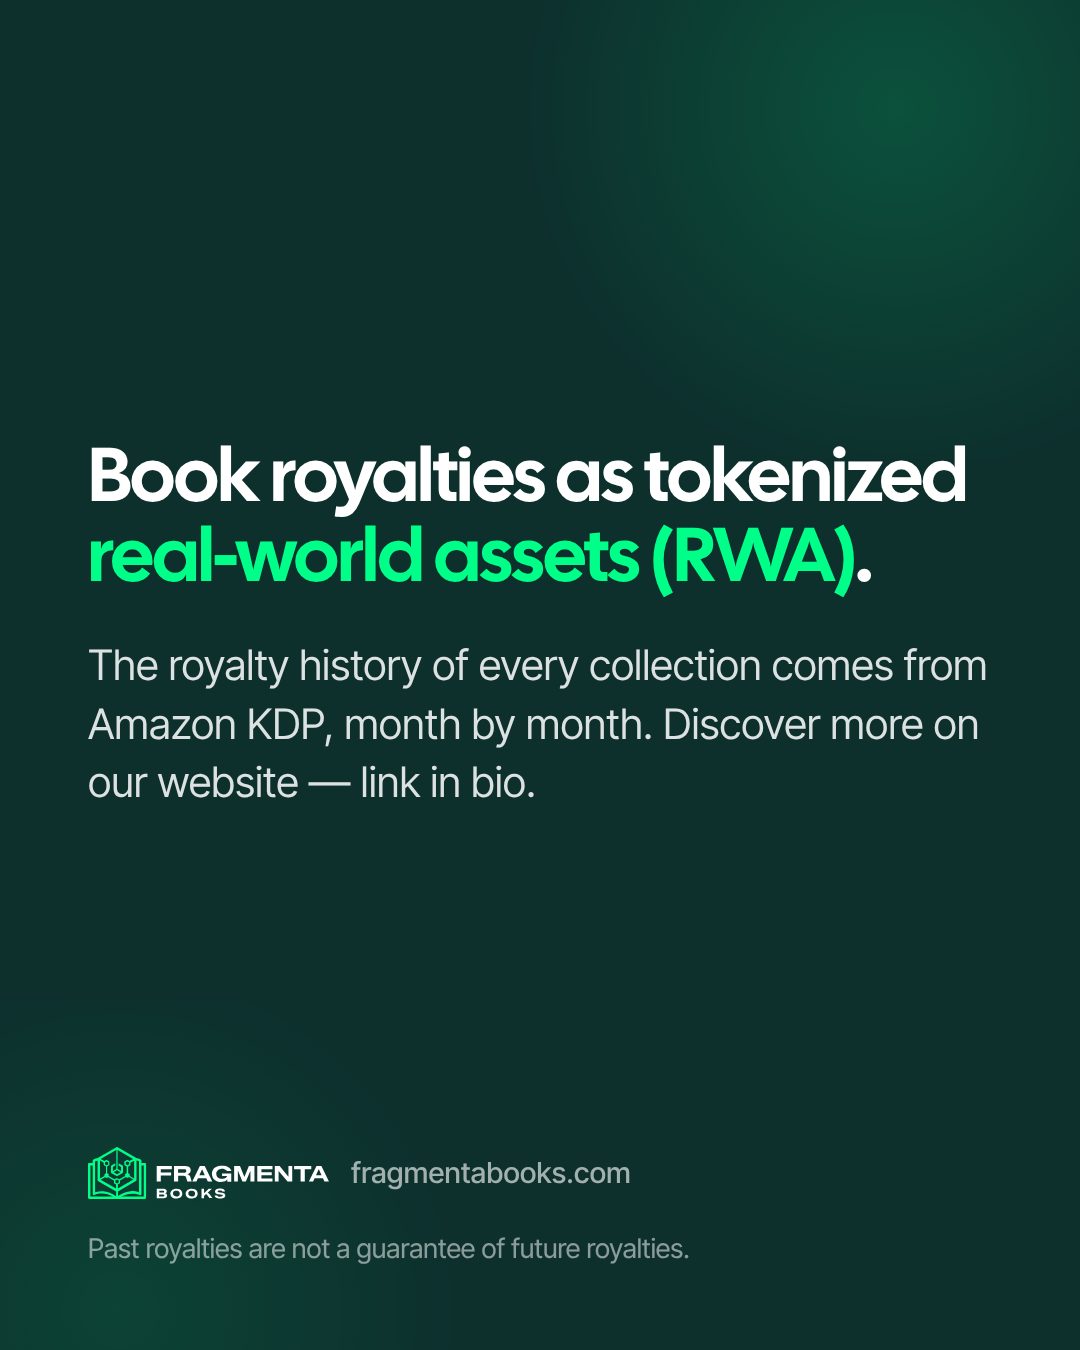 Book royalties as tokenized
real-world assets (RWA).
The royalty history of every collection comes from
Amazon KDP, month by month. Discover more on
our website — link in bio.
FRAGMENTA
BOOKS
fragmentabooks.com
Past royalties are not a guarantee of future royalties.